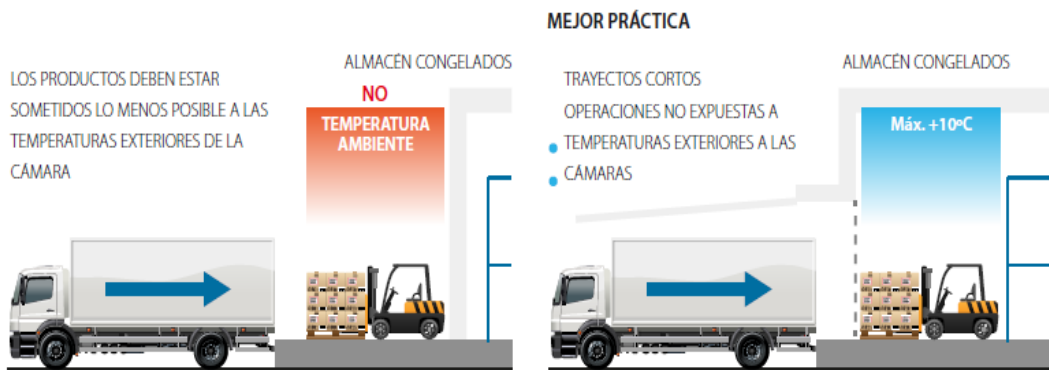 LOS PRODUCTOS DEBEN ESTAR
SOMETIDOS LO MENOS POSIBLE A LAS
TEMPERATURAS EXTERIORES DE LA
CÁMARA
ALMACÉN CONGELADOS
NO
TEMPERATURA
AMBIENTE
MEJOR PRÁCTICA
TRAYECTOS CORTOS
OPERACIONES NO EXPUESTAS A
TEMPERATURAS EXTERIORES A LAS
CÁMARAS
ALMACÉN CONGELADOS
Máx. +10ºC